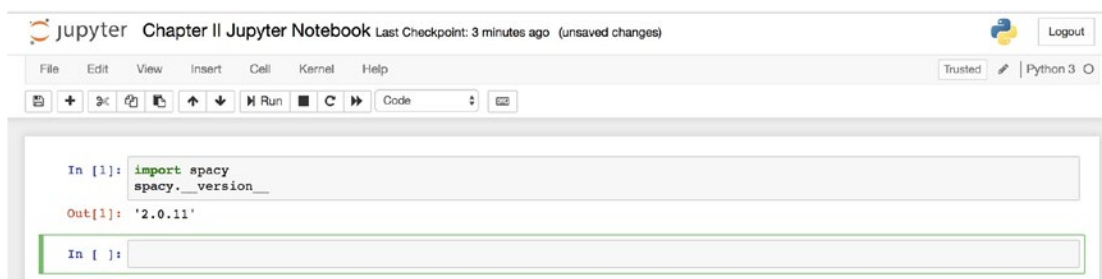 jupyter Chapter II Jupyter Notebook Last Checkpoint: 3 minutes ago (unsaved changes) Logout
File Edit View Insert Cell Kernel Help Trusted Python 3
Run Code
In [1]: import spacy
spacy.__version__
Out[1]: '2.0.11'
In [ ]: